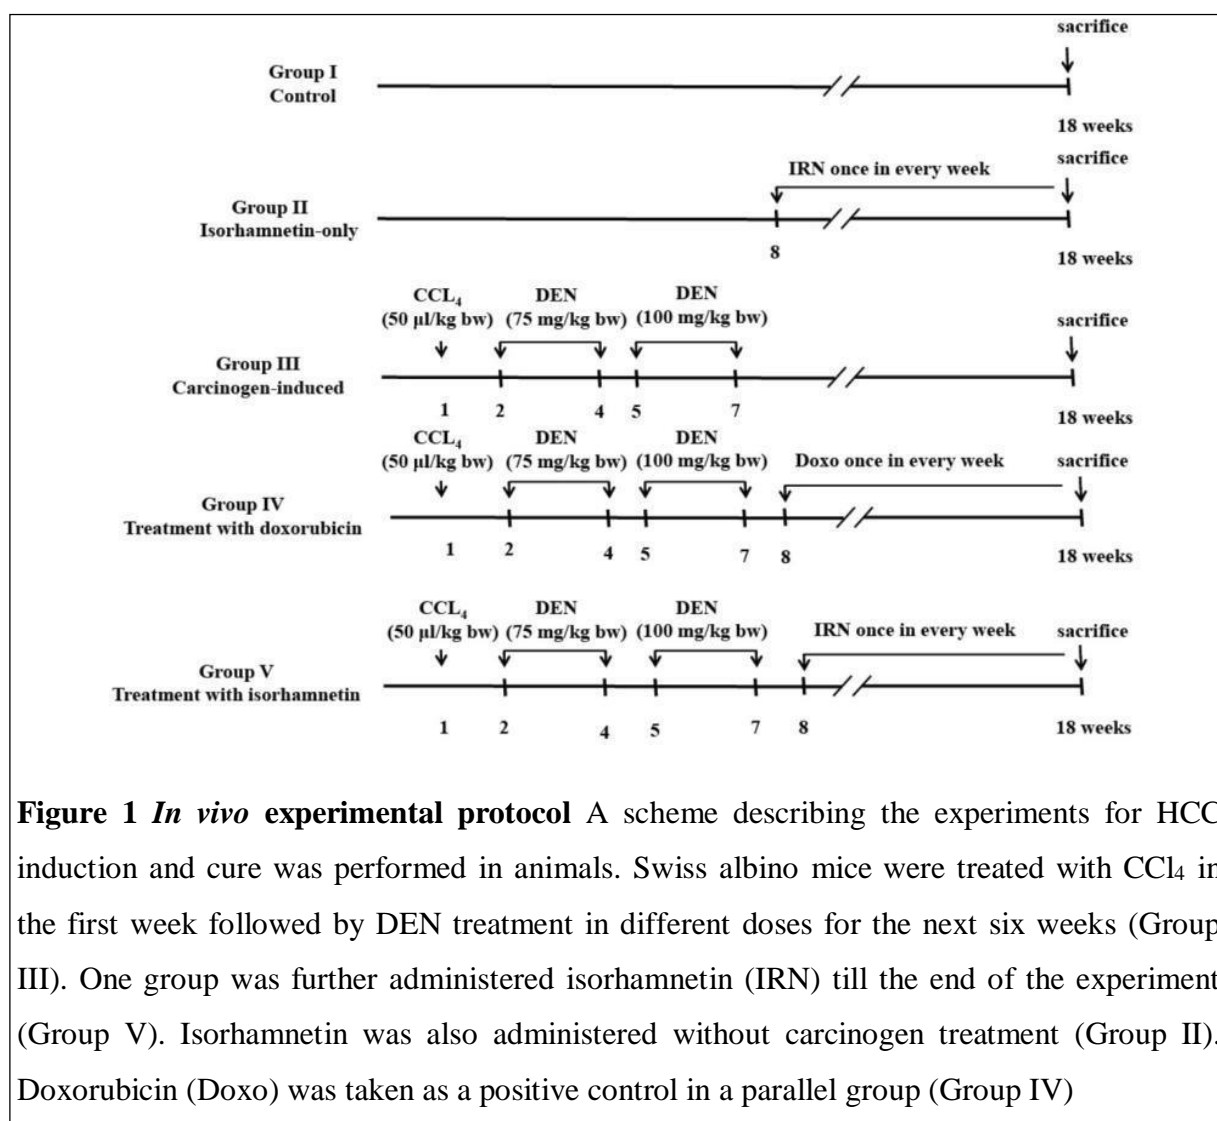 sacrifice
Group I
Control
18 weeks
sacrifice
IRN once in every week
Group II
Isorhamnetin-only
8
18 weeks
CCL₄ DEN DEN
(50 μl/kg bw) (75 mg/kg bw) (100 mg/kg bw)
sacrifice
Group III
Carcinogen-induced
1 2 4 5 7
18 weeks
CCL₄ DEN DEN
(50 μl/kg bw) (75 mg/kg bw) (100 mg/kg bw) Doxo once in every week sacrifice
Group IV
Treatment with doxorubicin
1 2 4 5 7 8 18 weeks
CCL₄ DEN DEN
(50 μl/kg bw) (75 mg/kg bw) (100 mg/kg bw) IRN once in every week sacrifice
Group V
Treatment with isorhamnetin
1 2 4 5 7 8 18 weeks
Figure 1 In vivo experimental protocol A scheme describing the experiments for HCC
induction and cure was performed in animals. Swiss albino mice were treated with CCl₄ in
the first week followed by DEN treatment in different doses for the next six weeks (Group
III). One group was further administered isorhamnetin (IRN) till the end of the experiment
(Group V). Isorhamnetin was also administered without carcinogen treatment (Group II).
Doxorubicin (Doxo) was taken as a positive control in a parallel group (Group IV)